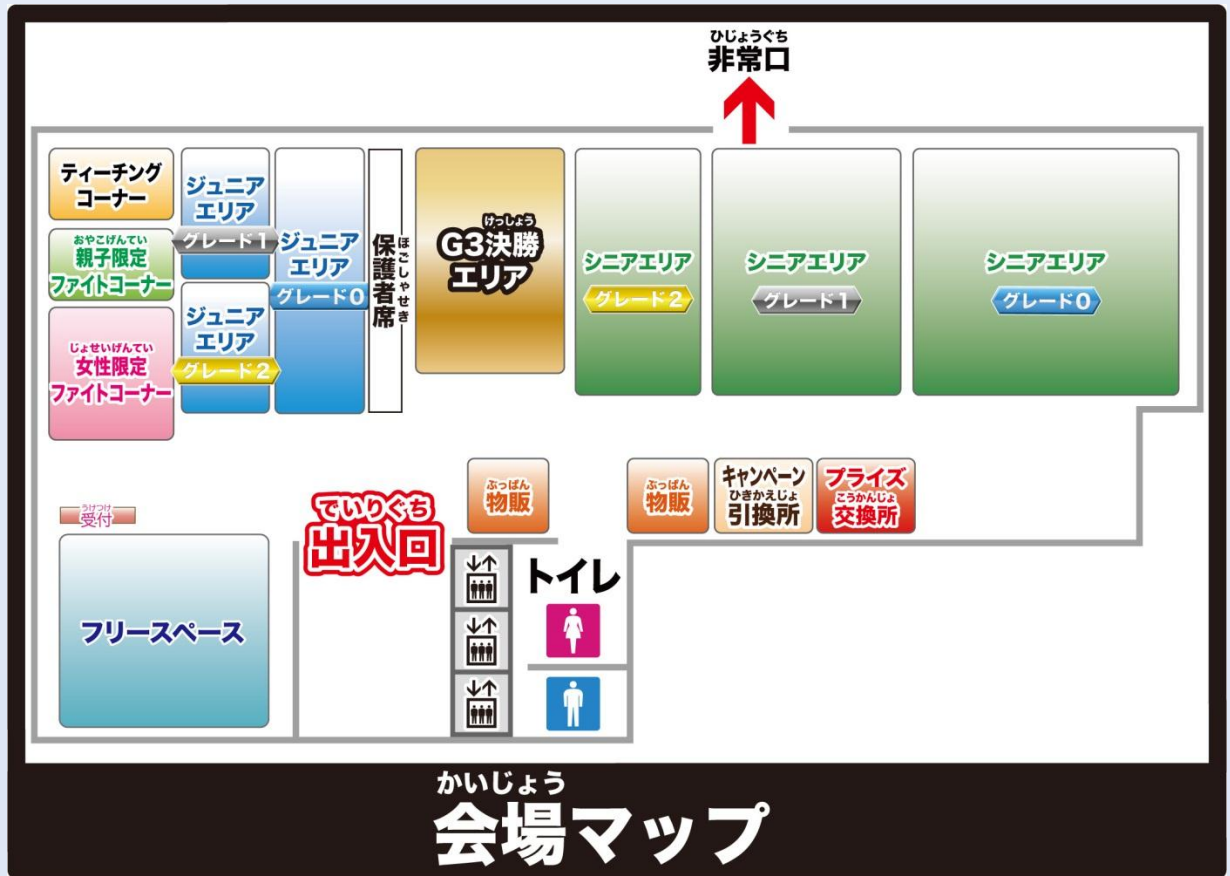 ひじょうぐち
非常口
ティーチング
コーナー
おやこげんてい
親子限定
ファイトコーナー
じょせいげんてい
女性限定
ファイトコーナー
ジュニア
エリア
グレード1
ジュニア
エリア
グレード2
ジュニア
エリア
グレード0
ほごしゃせき
保護者席
けっしょう
G3決勝
エリア
シニアエリア
グレード2
シニアエリア
グレード1
シニアエリア
グレード0
うけつけ
受付
フリースペース
でいりぐち
出入口
ぶっぱん
物販
トイレ
ぶっぱん
物販
キャンペーン
ひきかえじょ
引換所
プライズ
こうかんじょ
交換所
かいじょう
会場マップ